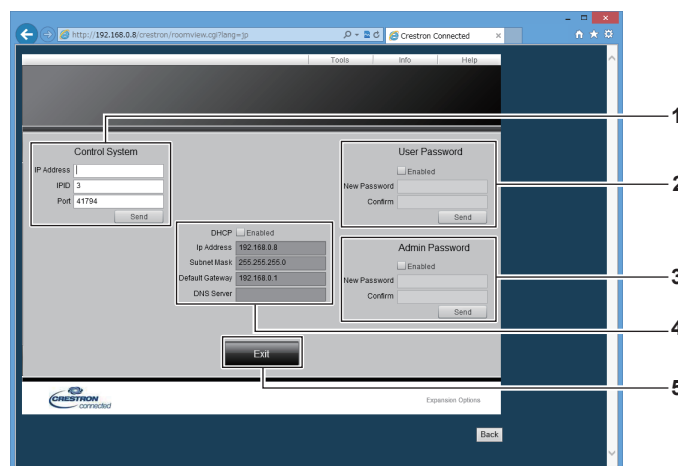 http://192.168.0.8/crestron/roomview.cgi?lang=jp
Crestron Connected
Tools Info Help
1
Control System
IP Address
IPID 3
Port 41794
Send
User Password
Enabled
New Password
Confirm
Send
2
DHCP Enabled
Ip Address 192.168.0.8
Subnet Mask 255.255.255.0
Default Gateway 192.168.0.1
DNS Server
Admin Password
Enabled
New Password
Confirm
Send
3
4
Exit
5
CRESTRON
connected
Expansion Options
Back